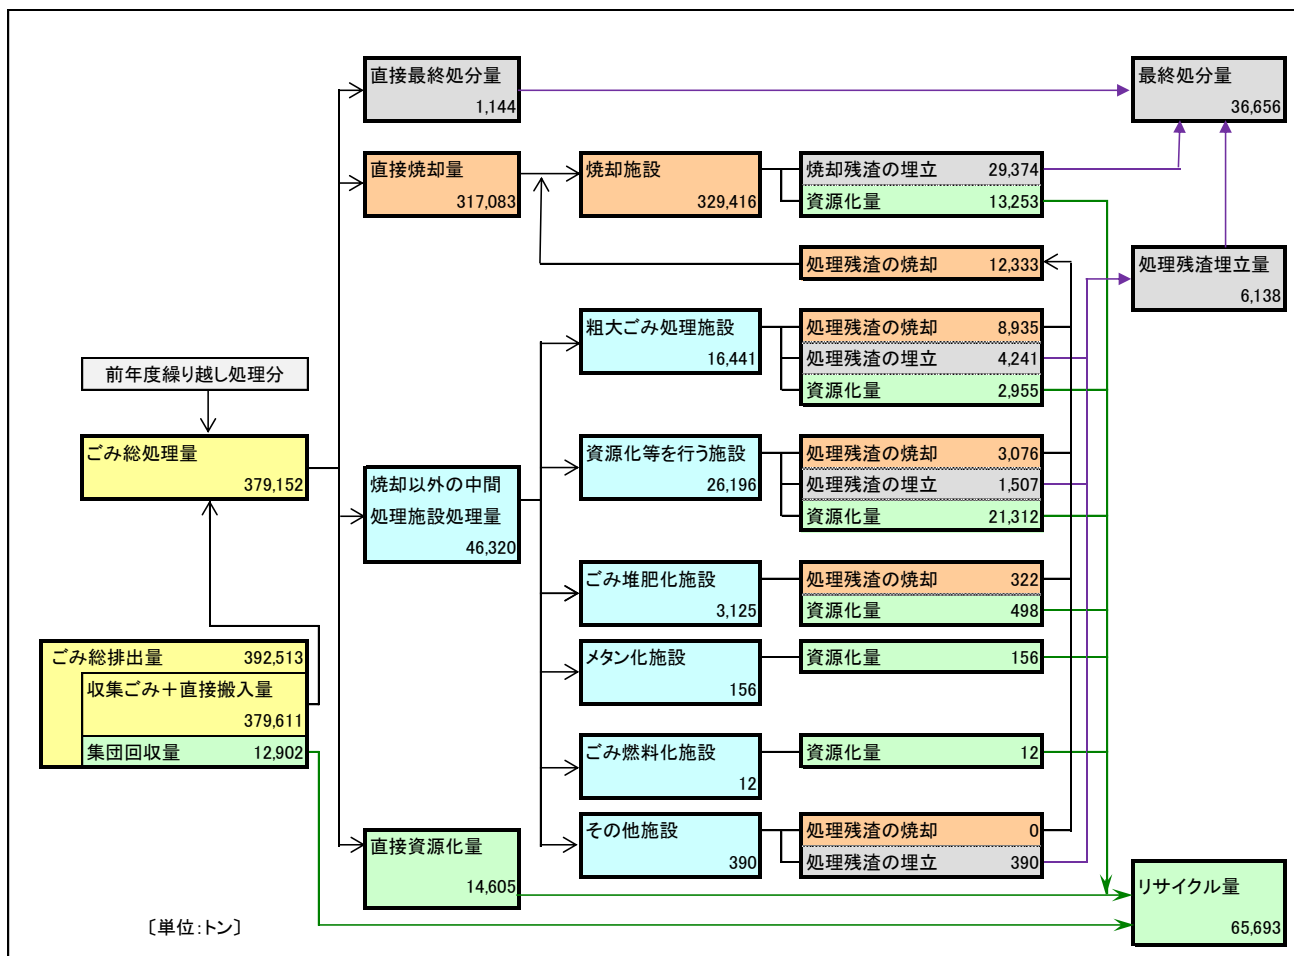 直接最終処分量
1,144
最終処分量
36,656
直接焼却量
317,083
焼却施設
329,416
焼却残渣の埋立 29,374
資源化量 13,253
処理残渣の焼却 12,333
処理残渣埋立量
6,138
粗大ごみ処理施設
16,441
処理残渣の焼却 8,935
処理残渣の埋立 4,241
資源化量 2,955
前年度繰り越し処理分
ごみ総処理量
379,152
焼却以外の中間
処理施設処理量
46,320
資源化等を行う施設
26,196
処理残渣の焼却 3,076
処理残渣の埋立 1,507
資源化量 21,312
ごみ堆肥化施設
3,125
処理残渣の焼却 322
資源化量 498
ごみ総排出量 392,513
収集ごみ＋直接搬入量
379,611
集団回収量 12,902
メタン化施設
156
資源化量 156
ごみ燃料化施設
12
資源化量 12
その他施設
390
処理残渣の焼却 0
処理残渣の埋立 390
直接資源化量
14,605
リサイクル量
65,693
〔単位：トン〕